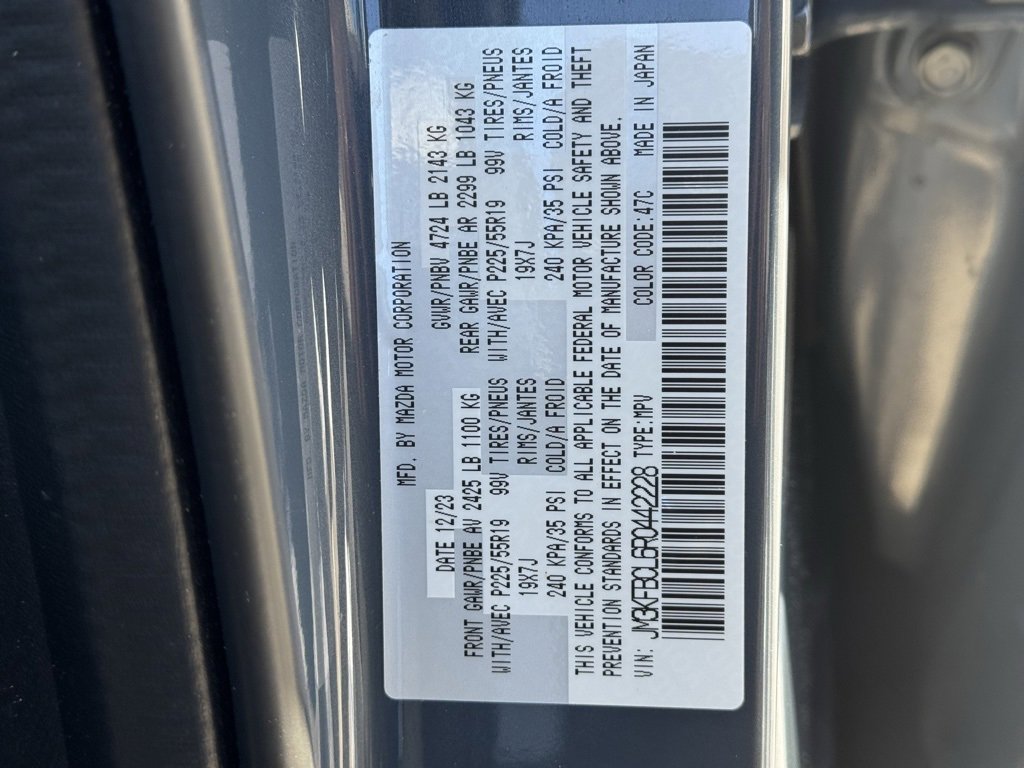 MFD. BY MAZDA MOTOR CORPORATION
DATE 12/23 GVWR/PNBV 4724 LB 2143 KG
FRONT GAWR/PNBE AV 2425 LB 1100 KG REAR GAWR/PNBE AR 2299 LB 1043 KG
WITH/AVEC P225/55R19 99V TIRES/PNEUS WITH/AVEC P225/55R19 99V TIRES/PNEUS
19X7J RIMS/JANTES 19X7J RIMS/JANTES
240 KPA/35 PSI COLD/A FROID 240 KPA/35 PSI COLD/A FROID
THIS VEHICLE CONFORMS TO ALL APPLICABLE FEDERAL MOTOR VEHICLE SAFETY AND THEFT
PREVENTION STANDARDS IN EFFECT ON THE DATE OF MANUFACTURE SHOWN ABOVE.
VIN: JM3KFBCL6R0442228 TYPE:MPV COLOR CODE 47C MADE IN JAPAN